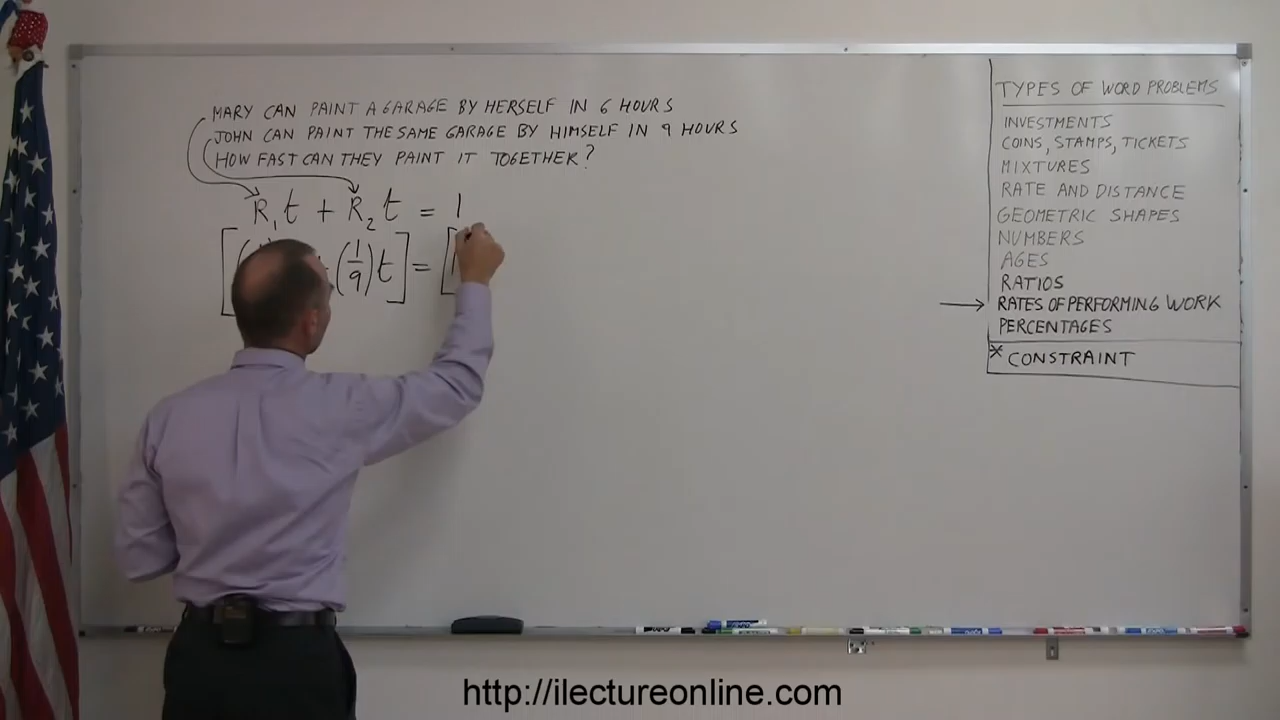 MARY CAN PAINT A GARAGE BY HERSELF IN 6 HOURS
JOHN CAN PAINT THE SAME GARAGE BY HIMSELF IN 9 HOURS
HOW FAST CAN THEY PAINT IT TOGETHER?
R₁t + R₂t = 1
(1/9)t] = [1
TYPES OF WORD PROBLEMS
INVESTMENTS
COINS, STAMPS, TICKETS
MIXTURES
RATE AND DISTANCE
GEOMETRIC SHAPES
NUMBERS
AGES
RATIOS
→ RATES OF PERFORMING WORK
PERCENTAGES
* CONSTRAINT
http://ilectureonline.com